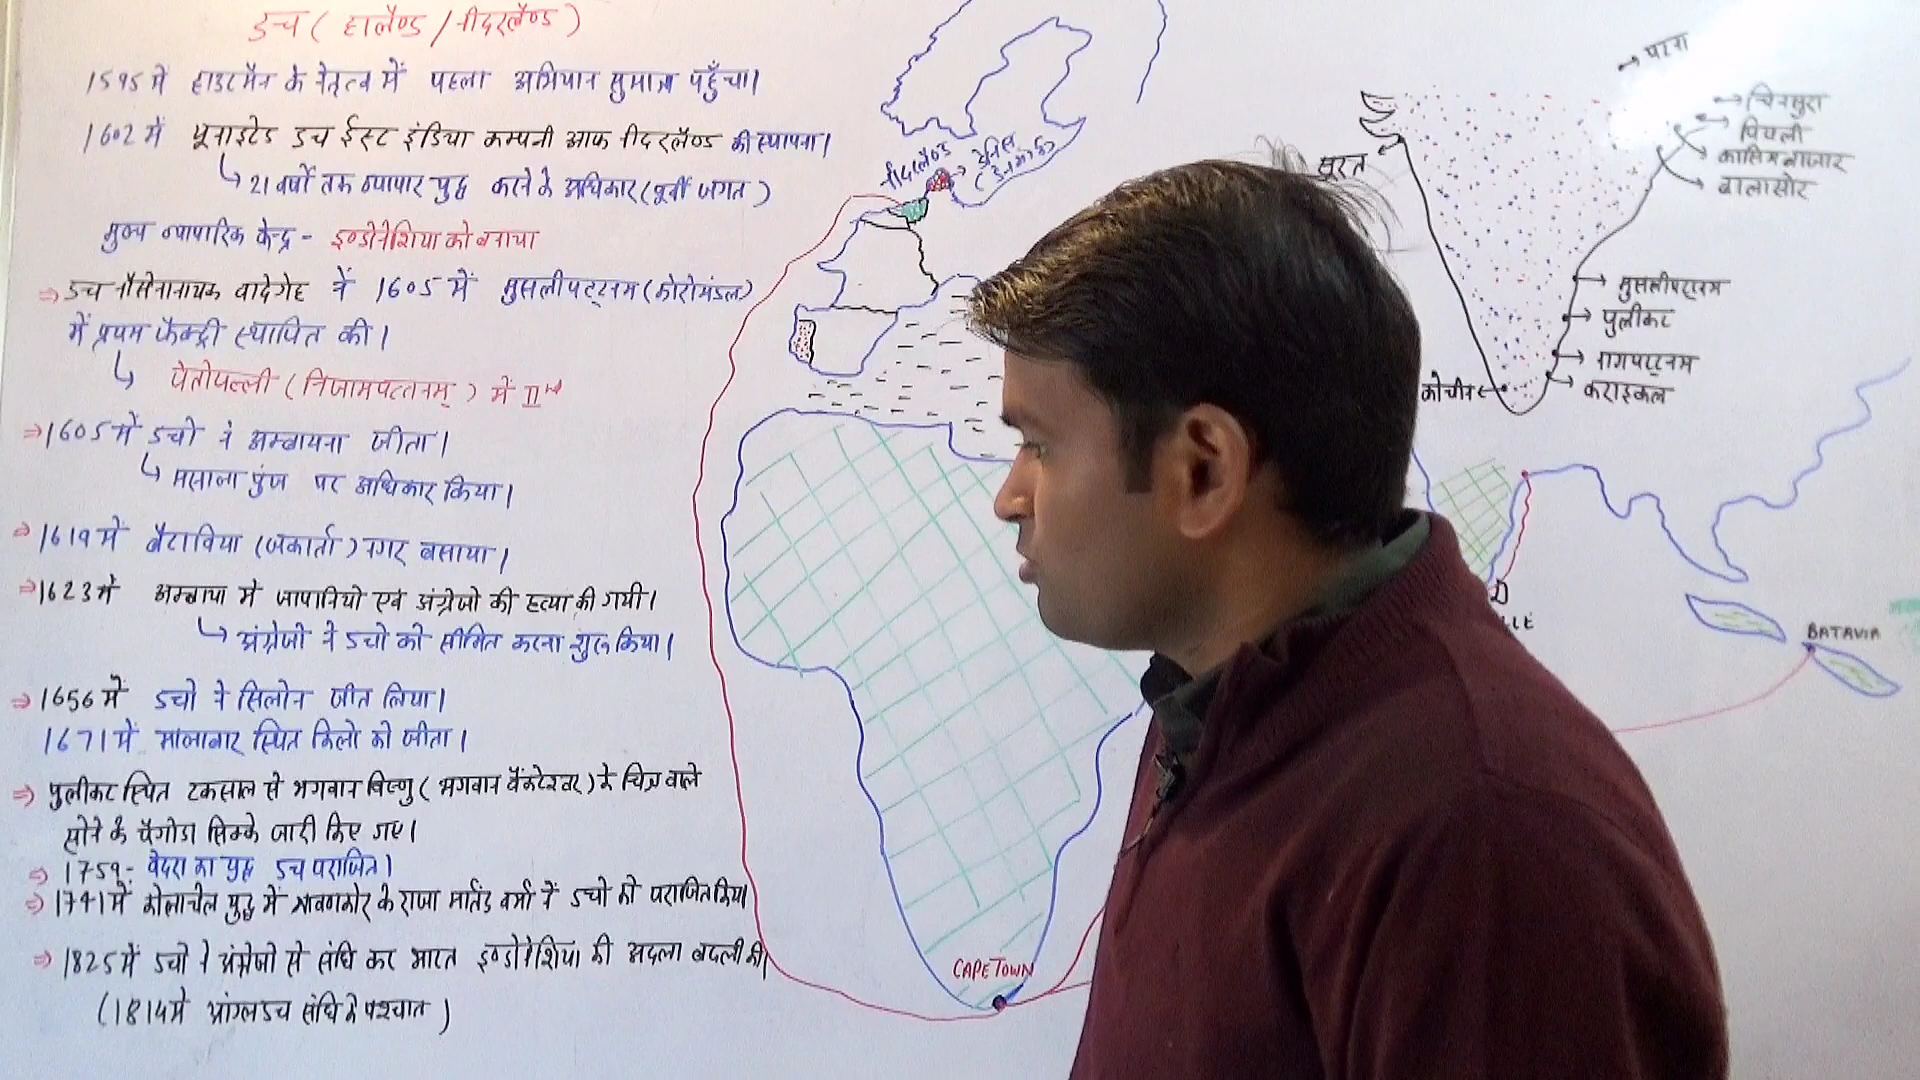 डच ( हालैण्ड / नीदरलैण्ड )
1595 में हाउटमैन के नेतृत्व में पहला अभियान सुमात्रा पहुँचा।
1602 में यूनाइटेड डच ईस्ट इंडिया कम्पनी आफ नीदरलैण्ड की स्थापना।
↳ 21 वर्षो तक व्यापार युद्ध करने के अधिकार (पूर्वी जगत )
मुख्य व्यापारिक केन्द्र - इण्डोनेशिया को बनाया
⇒ डच नौसेनानायक वादेगेह ने 1605 में मुसलीपट्टनम (कोरोमंडल)
में प्रथम फैक्ट्री स्थापित की।
↳ पेतोपल्ली ( निजामपत्तनम् ) में IInd
⇒ 1605 में डचो ने अम्बायना जीता।
↳ मसाला पुंज पर अधिकार किया।
⇒ 1619 में बैटाविया (जकार्ता) नगर बसाया।
⇒ 1623 में अम्बाया में जापानियो एवं अंग्रेजो की हत्या की गयी।
↳ अंग्रेजो ने डचो को सीमित करना शुरू किया।
⇒ 1656 में डचो ने सिलोन जीत लिया।
1671 में मालाबार स्थित किलो को जीता।
⇒ पुलीकट स्थित टकसाल से भगवान विष्णु ( भगवान वेंकटेश्वर ) के चित्र वाले
सोने के पैगोडा सिक्के जारी किए गए।
⇒ 1759 - वेदरा का युद्ध डच पराजित।
⇒ 1741 में कोलाचेल युद्ध में त्रावणकोर के राजा मार्तंड वर्मा ने डचो को पराजित किया।
⇒ 1825 में डचो ने अंग्रेजो से संधि कर भारत इण्डोनेशिया की अदला बदली की।
(1814 में आंग्ल डच संधि के पश्चात )
नीदरलैण्ड
डेनिस
CAPE TOWN
पटना
चिनसुरा
पिपली
कासिमबाजार
बालासोर
सूरत
मुसलीपट्टनम
पुलीकट
नागपट्टनम
कराइकल
कोचीन
BATAVIA